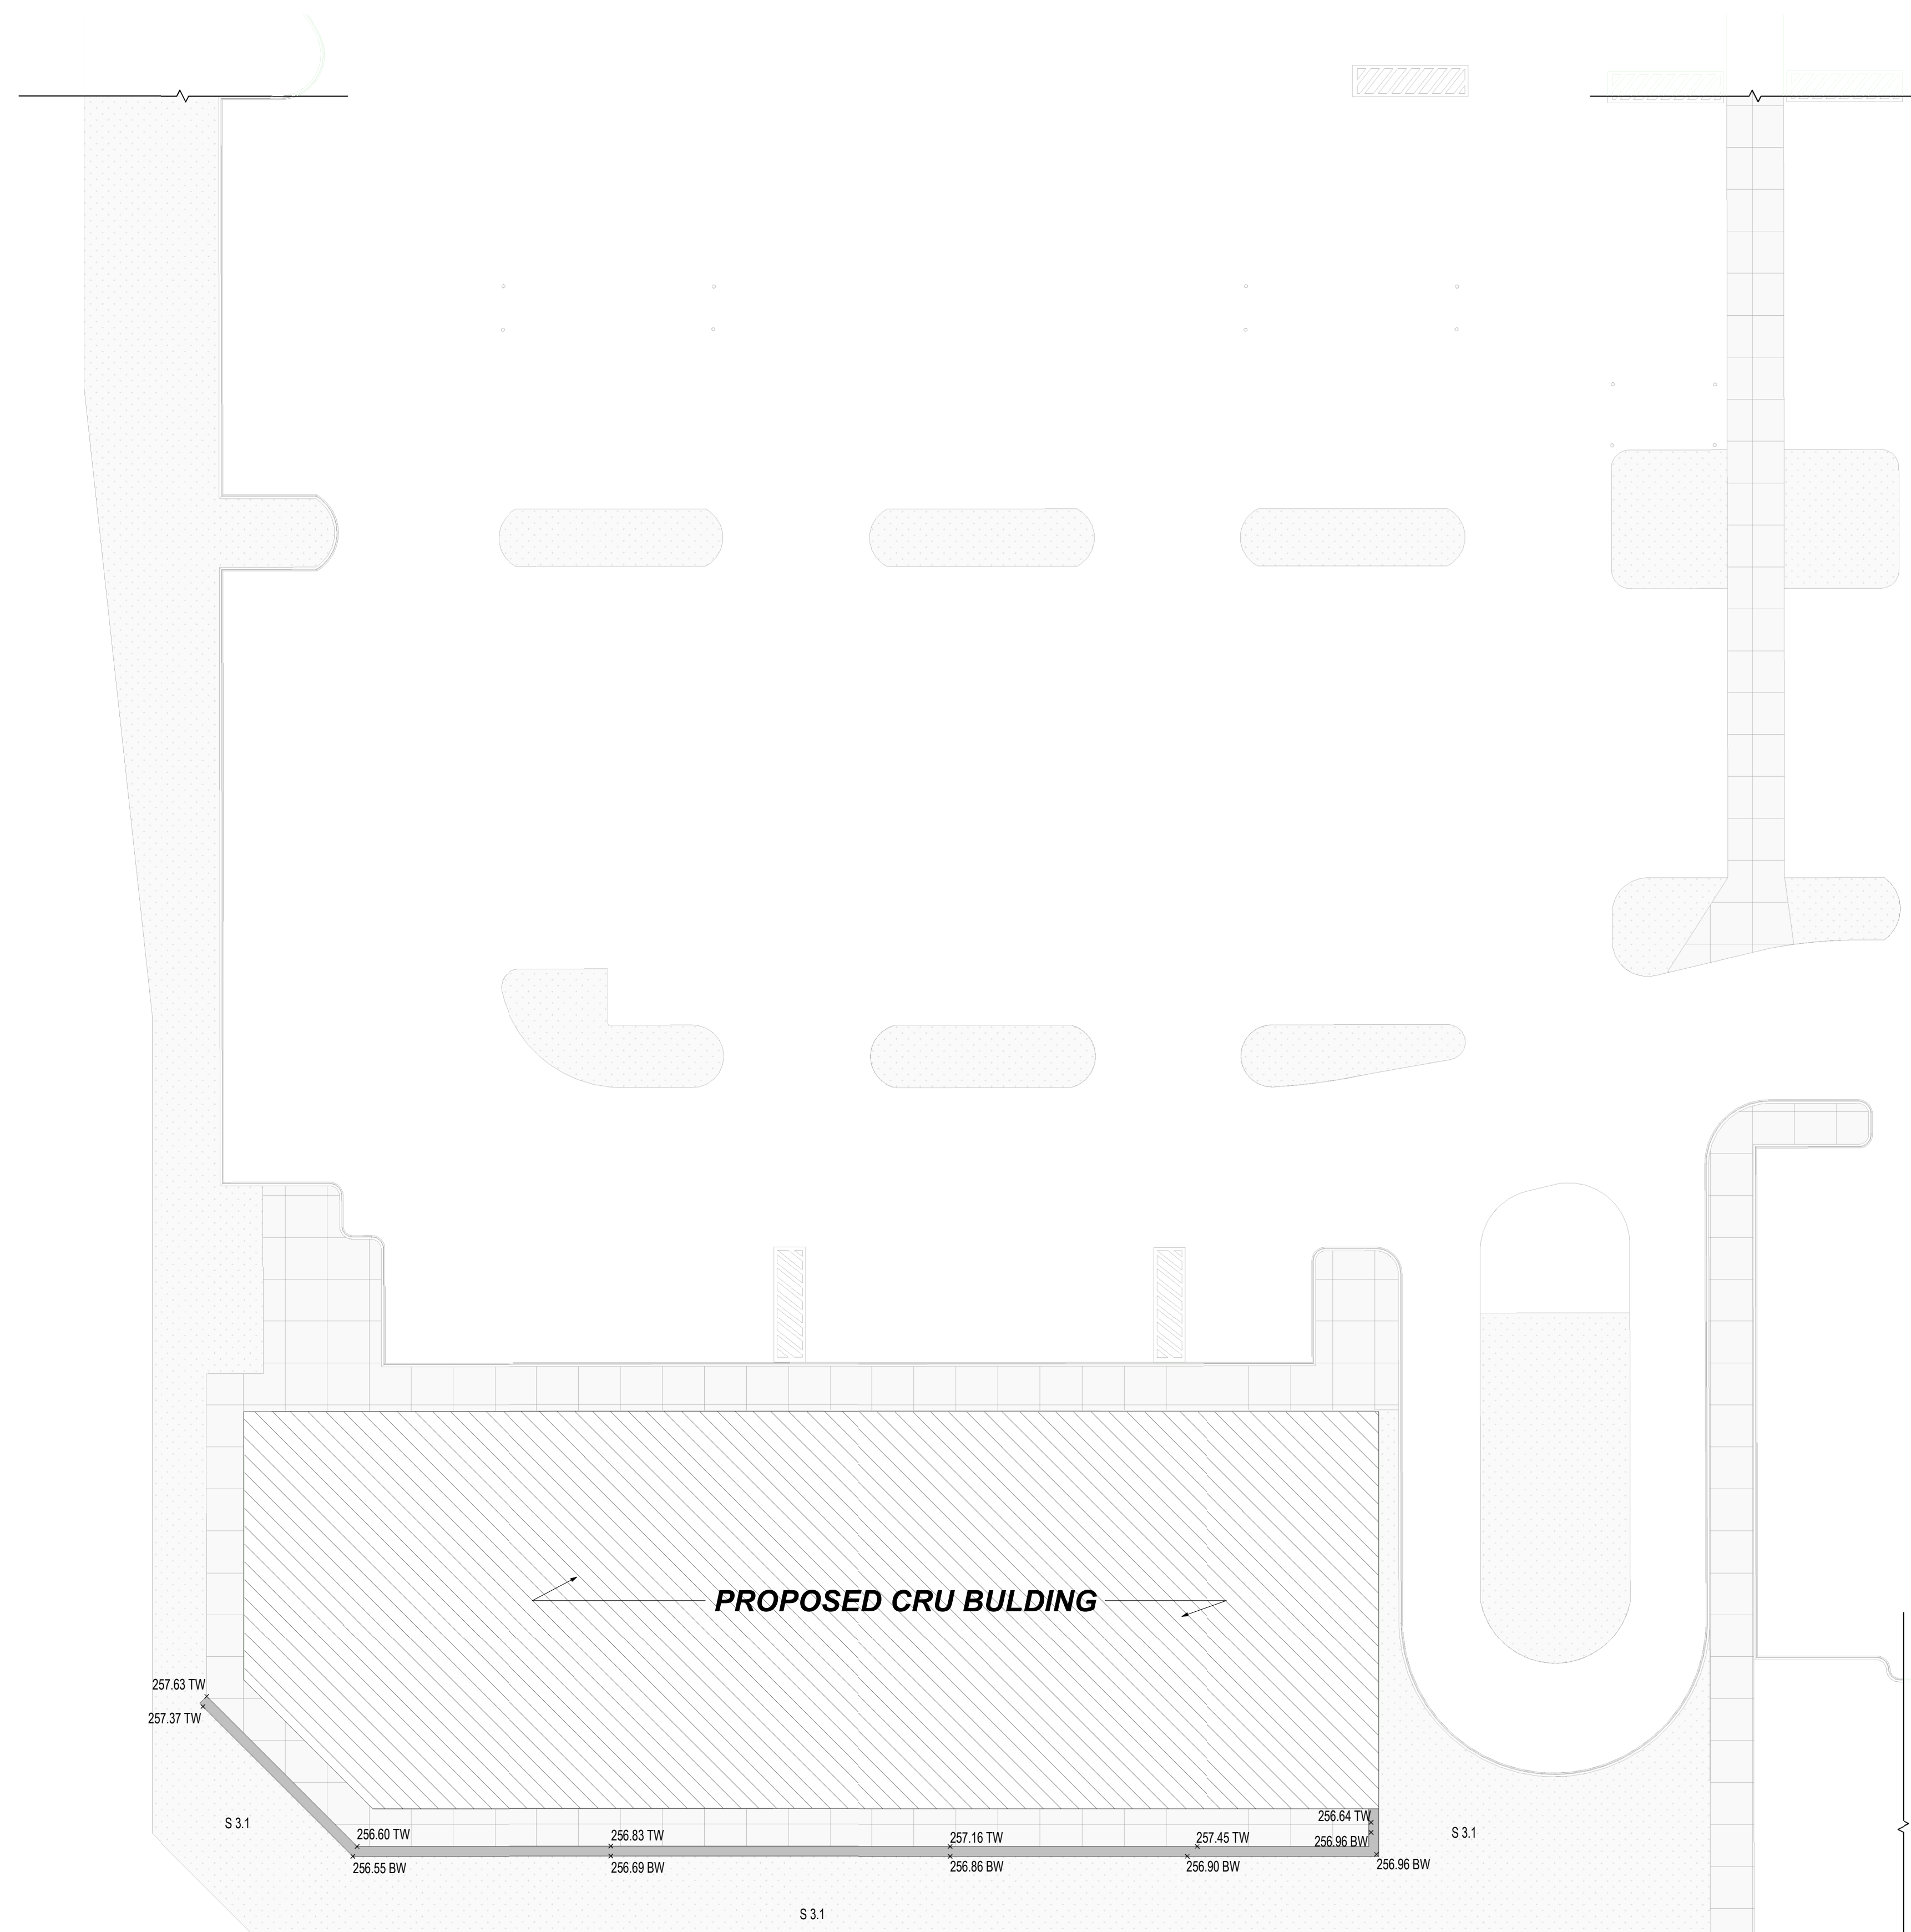 PROPOSED CRU BULDING
257.63 TW
257.37 TW
256.64 TW
S 3.1
S 3.1
256.60 TW
256.83 TW
257.16 TW
257.45 TW
256.96 BW
256.55 BW
256.69 BW
256.86 BW
256.90 BW
256.96 BW
S 3.1